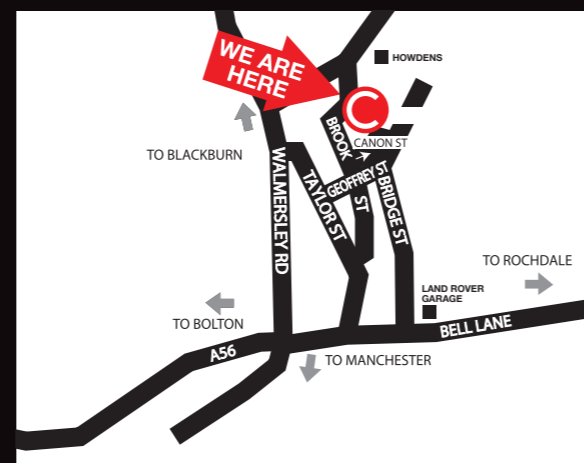 WE ARE
HERE
HOWDENS
C
CANON ST
TO BLACKBURN
BROOK
ST
WALMERSLEY RD
TAYLOR ST
GEOFFREY ST
BRIDGE ST
TO ROCHDALE
LAND ROVER
GARAGE
TO BOLTON
BELL LANE
A56
TO MANCHESTER